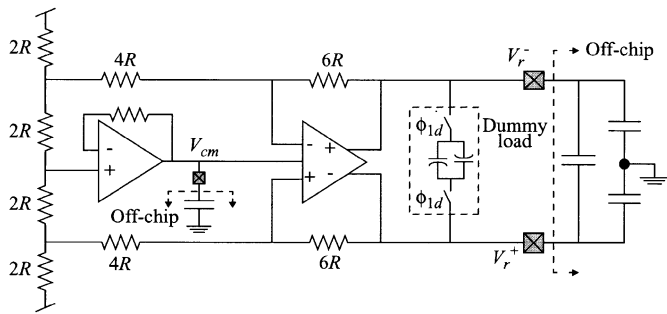 2R
4R
6R
V_r^-
Off-chip
2R
-
+
V_cm
-
+
+
-
ϕ_1d
Dummy
load
2R
Off-chip
ϕ_1d
2R
4R
6R
V_r^+